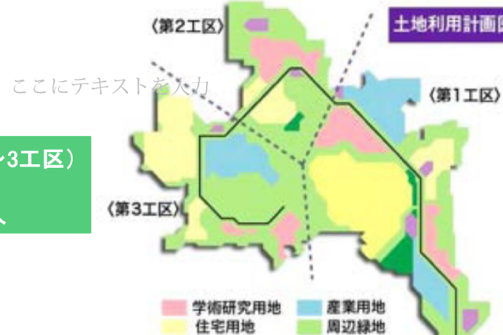 〈第2工区〉
土地利用計画
ここにテキストを入力
〈第1工区〉
3工区）
〈第3工区〉
人
学術研究用地
産業用地
住宅用地
周辺緑地